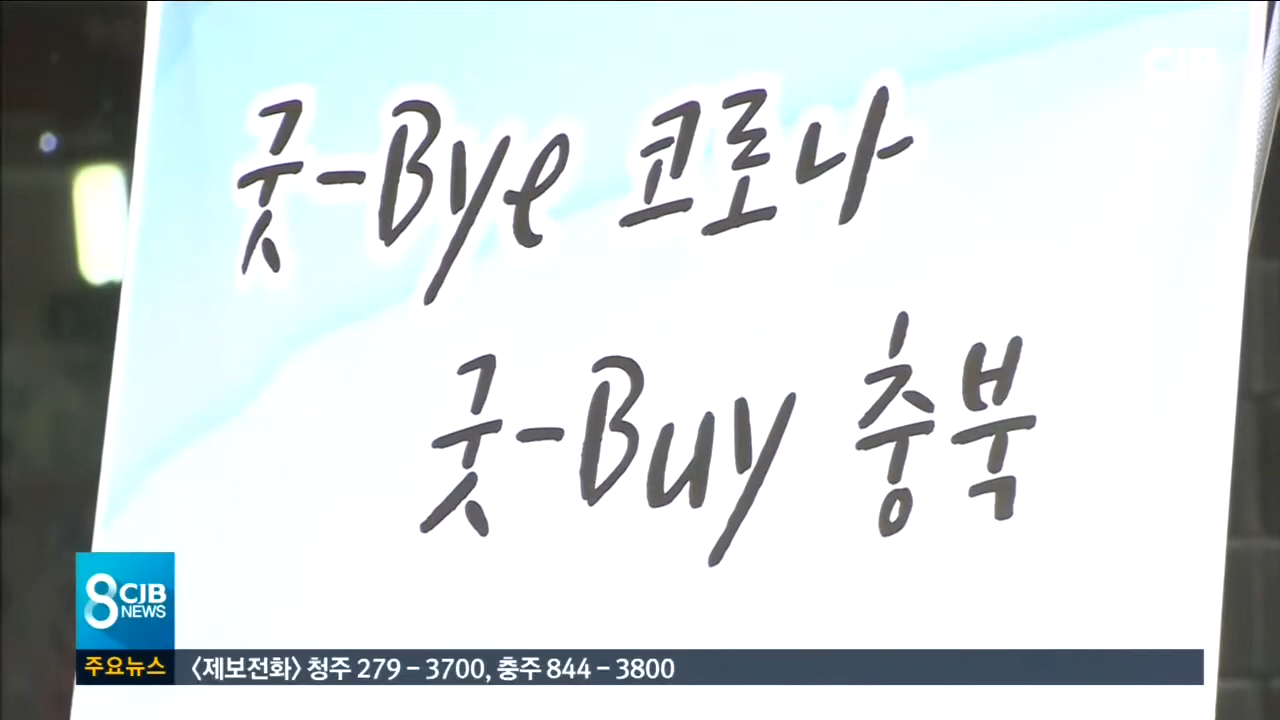 CJB
굿-Bye 코로나
굿-Buy 충북
8 CJB
NEWS
주요뉴스 〈제보전화〉 청주 279 - 3700, 충주 844 - 3800